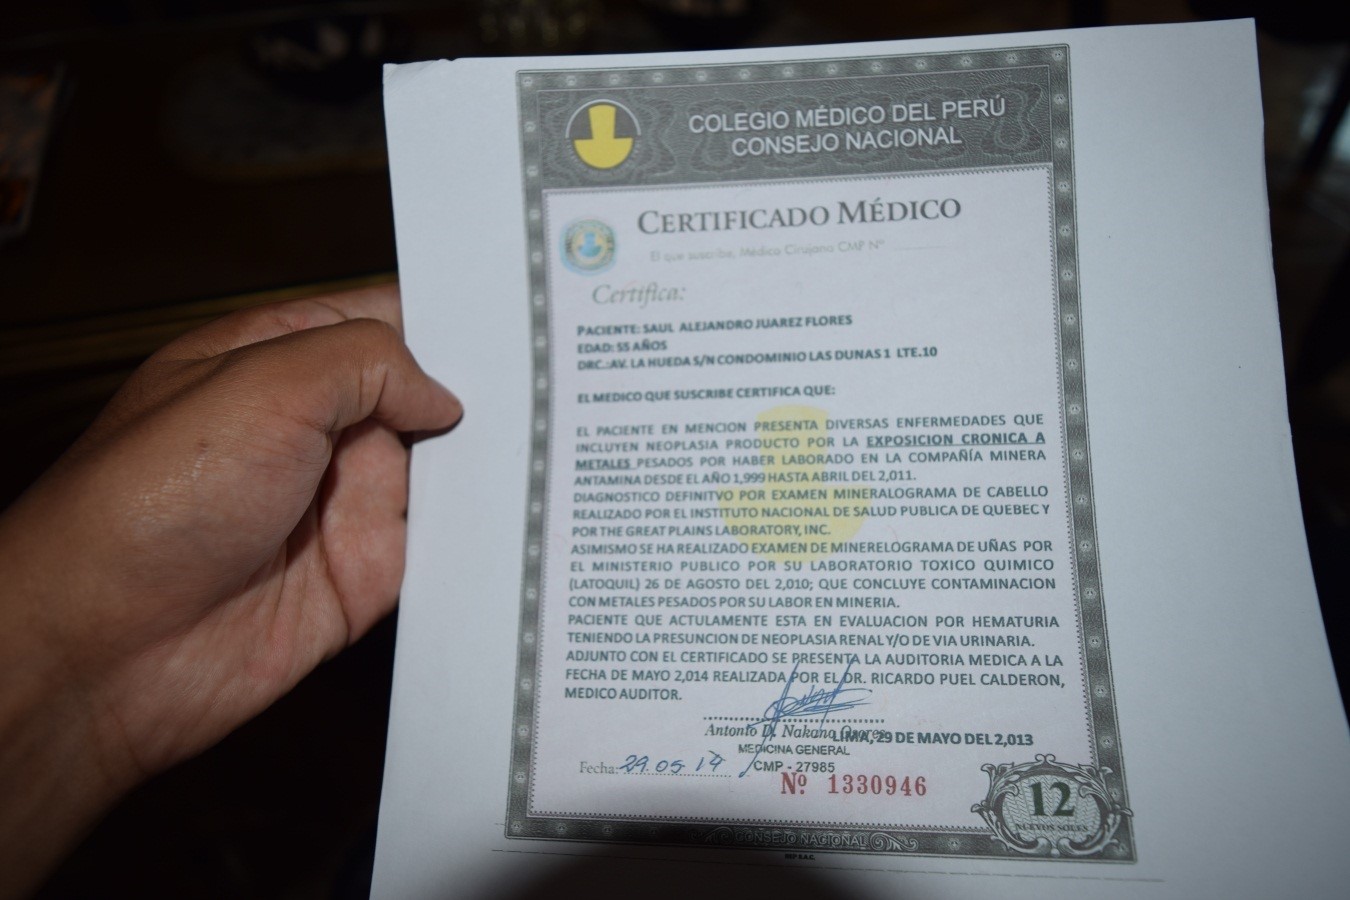 COLEGIO MÉDICO DEL PERÚ
CONSEJO NACIONAL
CERTIFICADO MÉDICO
El que suscribe, Médico Cirujano CMP Nº
Certifica:
PACIENTE: SAUL ALEJANDRO JUAREZ FLORES
EDAD: 55 AÑOS
DRC.:AV. LA HUEDA S/N CONDOMINIO LAS DUNAS 1 LTE.10
EL MEDICO QUE SUSCRIBE CERTIFICA QUE:
EL PACIENTE EN MENCION PRESENTA DIVERSAS ENFERMEDADES QUE
INCLUYEN NEOPLASIA PRODUCTO POR LA EXPOSICION CRONICA A
METALES PESADOS POR HABER LABORADO EN LA COMPAÑÍA MINERA
ANTAMINA DESDE EL AÑO 1,999 HASTA ABRIL DEL 2,011.
DIAGNOSTICO DEFINITVO POR EXAMEN MINERALOGRAMA DE CABELLO
REALIZADO POR EL INSTITUTO NACIONAL DE SALUD PUBLICA DE QUEBEC Y
POR THE GREAT PLAINS LABORATORY, INC.
ASIMISMO SE HA REALIZADO EXAMEN DE MINERELOGRAMA DE UÑAS POR
EL MINISTERIO PUBLICO POR SU LABORATORIO TOXICO QUIMICO
(LATOQUIL) 26 DE AGOSTO DEL 2,010; QUE CONCLUYE CONTAMINACION
CON METALES PESADOS POR SU LABOR EN MINERIA.
PACIENTE QUE ACTULAMENTE ESTA EN EVALUACION POR HEMATURIA
TENIENDO LA PRESUNCION DE NEOPLASIA RENAL Y/O DE VIA URINARIA.
ADJUNTO CON EL CERTIFICADO SE PRESENTA LA AUDITORIA MEDICA A LA
FECHA DE MAYO 2,014 REALIZADA POR EL DR. RICARDO PUEL CALDERON,
MEDICO AUDITOR.
Antonio D. Nakano
LIMA, 29 DE MAYO DEL 2,013
MEDICINA GENERAL
Fecha: 29.05.14
CMP - 27985
Nº 1330946
12
NUEVOS SOLES
CONSEJO NACIONAL